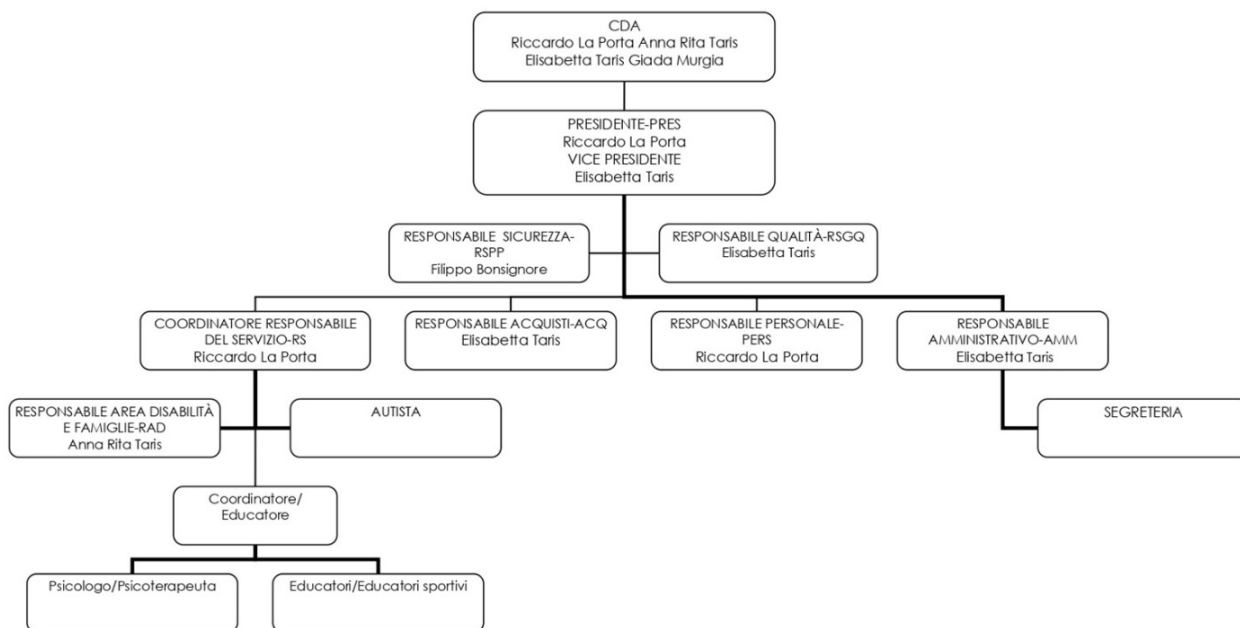 CDA
Riccardo La Porta Anna Rita Taris
Elisabetta Taris Giada Murgia
PRESIDENTE-PRES
Riccardo La Porta
VICE PRESIDENTE
Elisabetta Taris
RESPONSABILE SICUREZZA-
RSPP
Filippo Bonsignore
RESPONSABILE QUALITÀ-RSGQ
Elisabetta Taris
COORDINATORE RESPONSABILE
DEL SERVIZIO-RS
Riccardo La Porta
RESPONSABILE ACQUISTI-ACQ
Elisabetta Taris
RESPONSABILE PERSONALE-
PERS
Riccardo La Porta
RESPONSABILE
AMMINISTRATIVO-AMM
Elisabetta Taris
RESPONSABILE AREA DISABILITÀ
E FAMIGLIE-RAD
Anna Rita Taris
AUTISTA
SEGRETERIA
Coordinatore/
Educatore
Psicologo/Psicoterapeuta
Educatori/Educatori sportivi